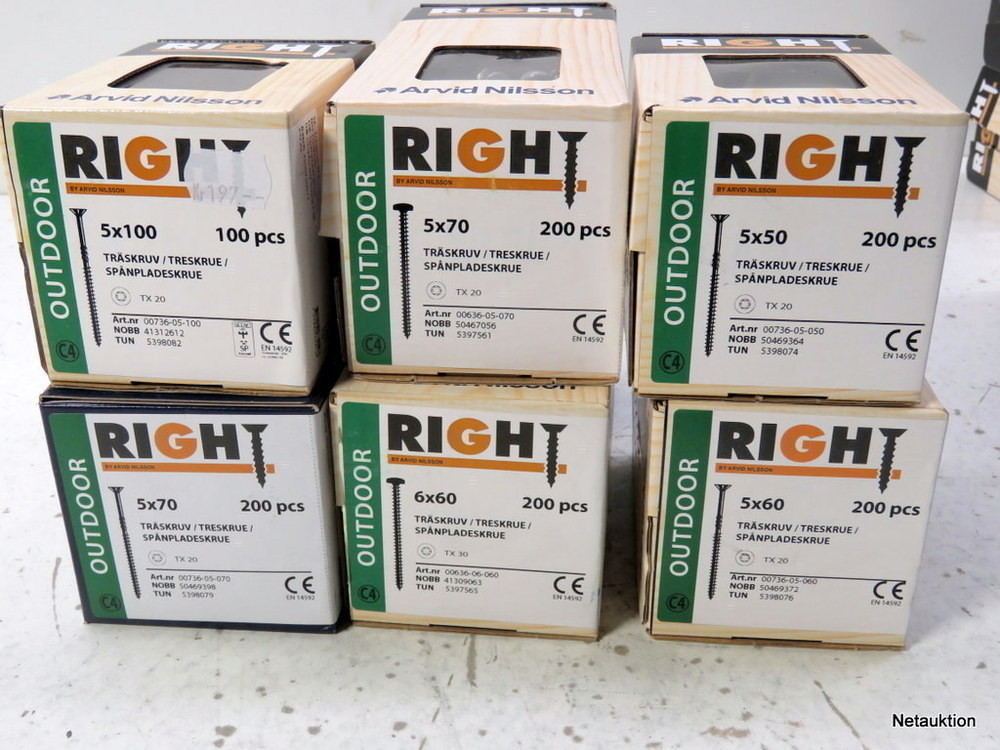 RIGHT
Arvid Nilsson
OUTDOOR
RIGHT
197:-
BY ARVID NILSSON
5x100 100 pcs
TRÄSKRUV / TRESKRUE /
SPÅNPLADESKRUE
TX 20
Art.nr 00736-05-100
NOBB 41312612
TUN 5398082
SP
CE
EN 14592
C4
RIGHT
Arvid Nilsson
OUTDOOR
RIGHT
BY ARVID NILSSON
5x70 200 pcs
TRÄSKRUV / TRESKRUE /
SPÅNPLADESKRUE
TX 20
Art.nr 00636-05-070
NOBB 50467056
TUN 5397561
CE
EN 14592
C4
RIGHT
Arvid Nilsson
OUTDOOR
RIGHT
BY ARVID NILSSON
5x50 200 pcs
TRÄSKRUV / TRESKRUE /
SPÅNPLADESKRUE
TX 20
Art.nr 00736-05-050
NOBB 50469364
TUN 5398074
CE
EN 14592
C4
RIGHT
OUTDOOR
RIGHT
BY ARVID NILSSON
5x70 200 pcs
TRÄSKRUV / TRESKRUE /
SPÅNPLADESKRUE
TX 20
Art.nr 00736-05-070
NOBB 50469398
TUN 5398079
CE
EN 14592
C4
Arvid Nilsson
OUTDOOR
RIGHT
BY ARVID NILSSON
6x60 200 pcs
TRÄSKRUV / TRESKRUE /
SPÅNPLADESKRUE
TX 30
Art.nr 00636-06-060
NOBB 41309063
TUN 5397565
CE
EN 14592
C4
OUTDOOR
RIGHT
BY ARVID NILSSON
5x60 200 pcs
TRÄSKRUV / TRESKRUE /
SPÅNPLADESKRUE
TX 20
Art.nr 00736-05-060
NOBB 50469372
TUN 5398076
CE
EN 14592
C4
Netauktion